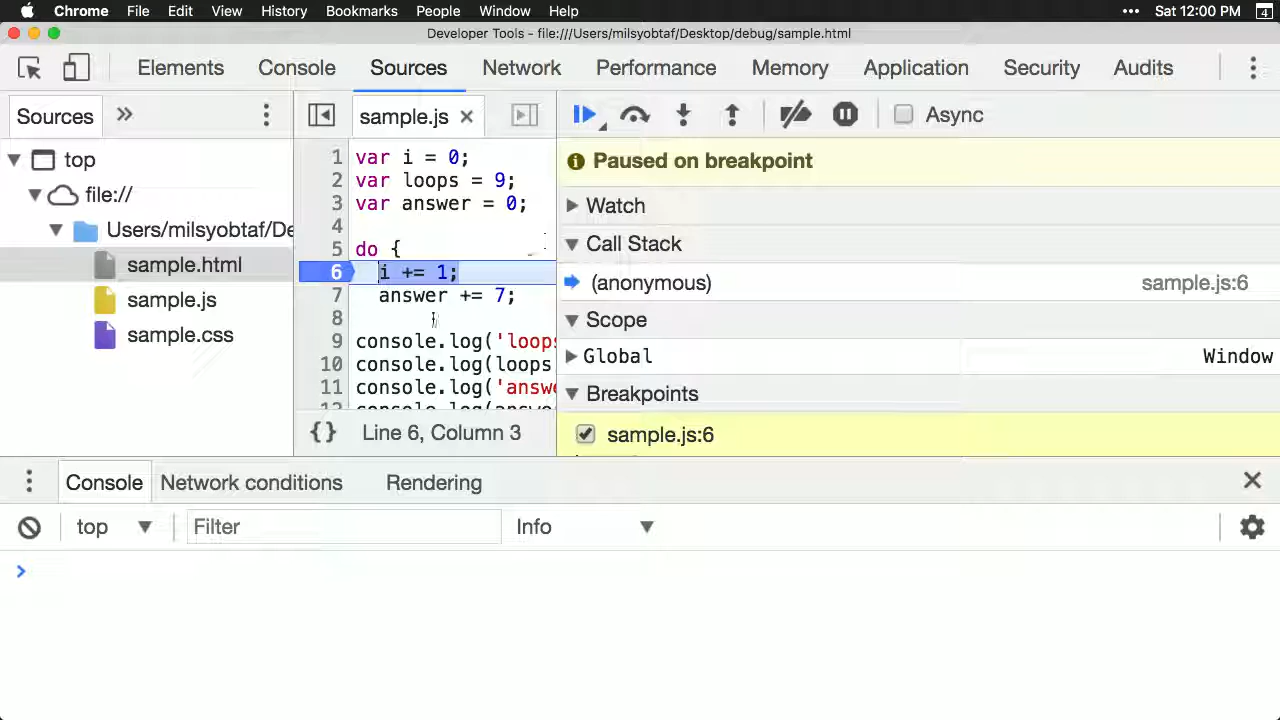 Chrome File Edit View History Bookmarks People Window Help Sat 12:00 PM 4
Developer Tools - file:///Users/milsyobtaf/Desktop/debug/sample.html
Elements Console Sources Network Performance Memory Application Security Audits
Sources » sample.js × Async
top
file://
Users/milsyobtaf/De
sample.html
sample.js
sample.css
1 var i = 0;
2 var loops = 9;
3 var answer = 0;
4
5 do {
6 i += 1;
7 answer += 7;
8
9 console.log('loops
10 console.log(loops
11 console.log('answe
12 console.log(answe
{} Line 6, Column 3
Paused on breakpoint
Watch
Call Stack
(anonymous) sample.js:6
Scope
Global Window
Breakpoints
sample.js:6
Console Network conditions Rendering
top Filter Info